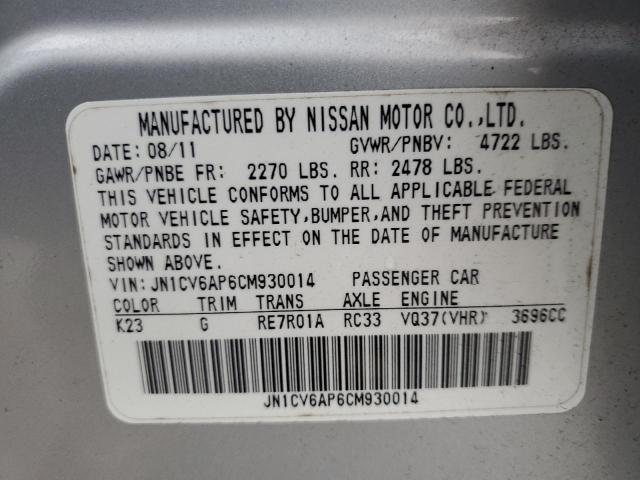 MANUFACTURED BY NISSAN MOTOR CO.,LTD.
DATE: 08/11 GVWR/PNBV: 4722 LBS.
GAWR/PNBE FR: 2270 LBS. RR: 2478 LBS.
THIS VEHICLE CONFORMS TO ALL APPLICABLE FEDERAL
MOTOR VEHICLE SAFETY,BUMPER,AND THEFT PREVENTION
STANDARDS IN EFFECT ON THE DATE OF MANUFACTURE
SHOWN ABOVE.
VIN: JN1CV6AP6CM930014 PASSENGER CAR
COLOR TRIM TRANS AXLE ENGINE
K23 G RE7R01A RC33 VQ37(VHR) 3696CC
JN1CV6AP6CM930014